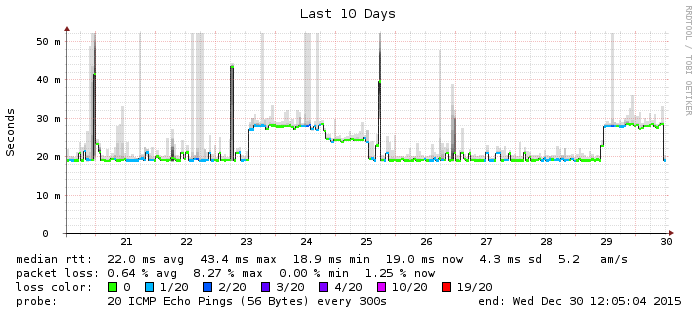 Last 10 Days
RRDTOOL / TOBI OETIKER
Seconds
50 m
40 m
30 m
20 m
10 m
0
21 22 23 24 25 26 27 28 29 30
median rtt: 22.0 ms avg 43.4 ms max 18.9 ms min 19.0 ms now 4.3 ms sd 5.2 am/s
packet loss: 0.64 % avg 8.27 % max 0.00 % min 1.25 % now
loss color: 0 1/20 2/20 3/20 4/20 10/20 19/20
probe: 20 ICMP Echo Pings (56 Bytes) every 300s end: Wed Dec 30 12:05:04 2015